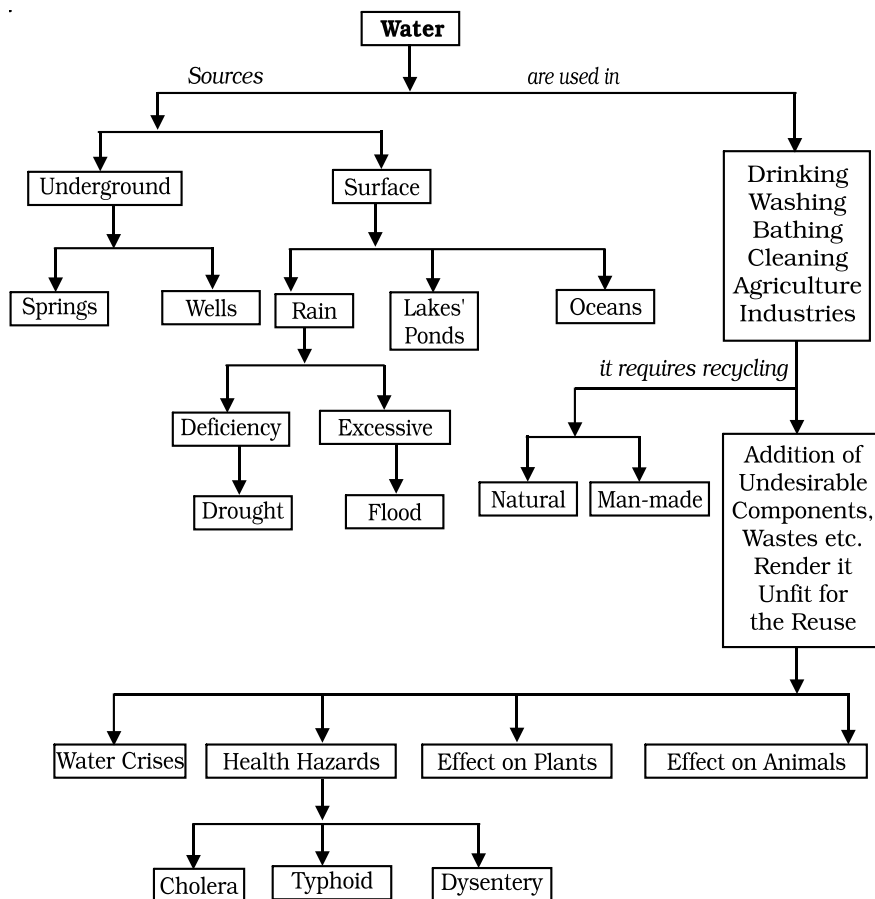 Water
Sources
are used in
Underground
Surface
Drinking
Washing
Bathing
Cleaning
Agriculture
Industries
Springs
Wells
Rain
Lakes'
Ponds
Oceans
it requires recycling
Deficiency
Excessive
Drought
Flood
Natural
Man-made
Addition of
Undesirable
Components,
Wastes etc.
Render it
Unfit for
the Reuse
Water Crises
Health Hazards
Effect on Plants
Effect on Animals
Cholera
Typhoid
Dysentery